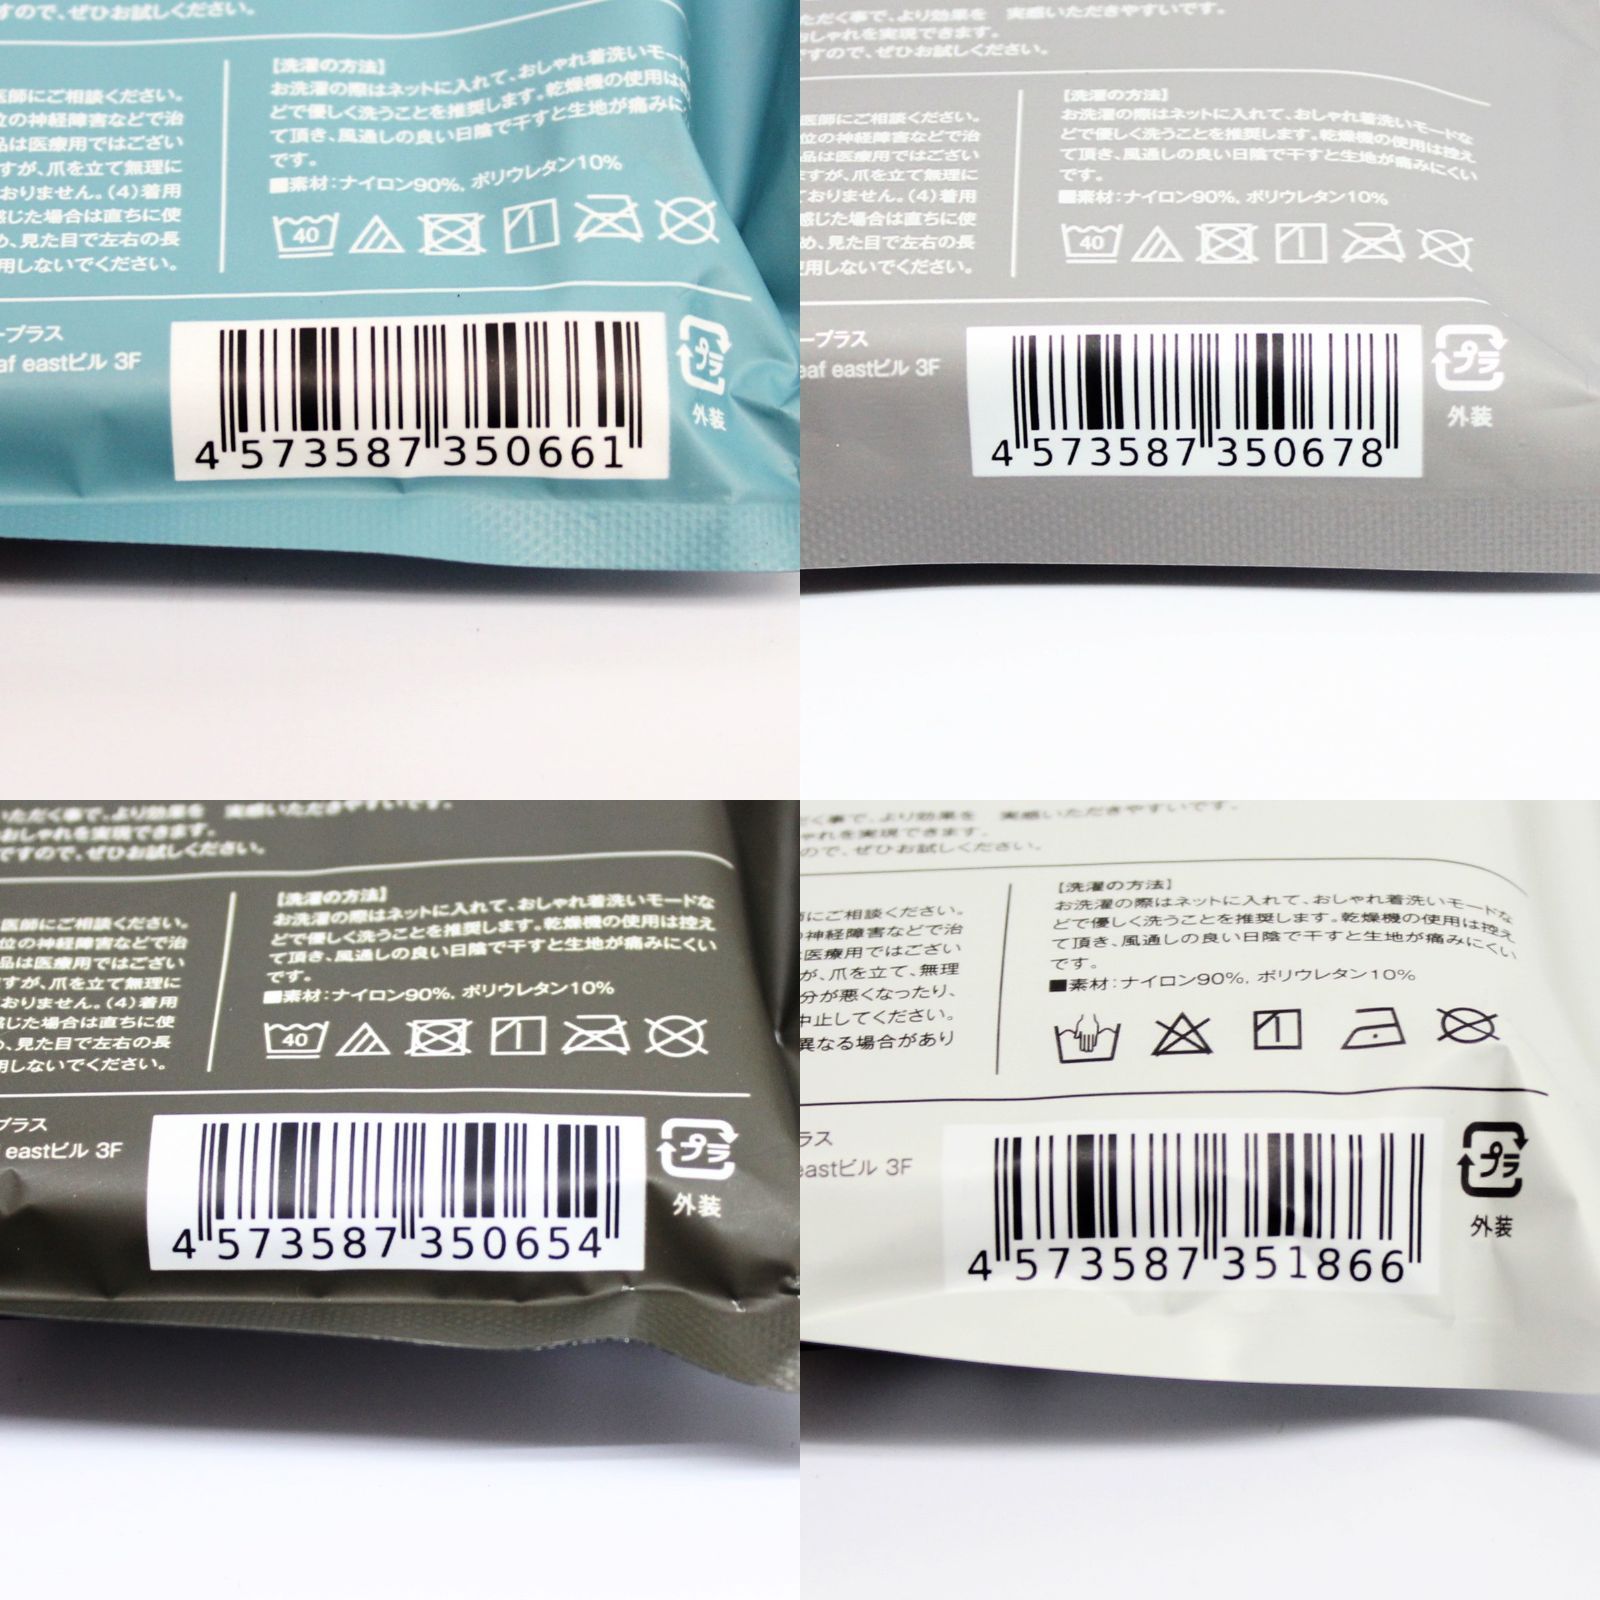 すので、ぜひお試しください。
医師にご相談ください。
位の神経障害などで治
品は医療用ではござい
すが、爪を立て無理に
おりません。(4)着用
感じた場合は直ちに使
め、見た目で左右の長
用しないでください。
【洗濯の方法】
お洗濯の際はネットに入れて、おしゃれ着洗いモードな
どで優しく洗うことを推奨します。乾燥機の使用は控
て頂き、風通しの良い日陰で干すと生地が痛みに
です。
■素材：ナイロン90%, ポリウレタン10%
40
ープラス
eaf eastビル 3F
4 573587 350661
プラ
外装
ただく事で、より効果を 実感いただきやすいです。
おしゃれを実現できます。
ですので、ぜひお試しください。
医師にご相談ください。
位の神経障害などで治
品は医療用ではござい
ますが、爪を立て無理に
ておりません。(4)着用
感じた場合は直ちに使
め、見た目で左右の長
使用しないでください。
【洗濯の方法】
お洗濯の際はネットに入れて、おしゃれ着洗いモードな
どで優しく洗うことを推奨します。乾燥機の使用は控え
て頂き、風通しの良い日陰で干すと生地が痛みにくい
です。
■素材：ナイロン90%, ポリウレタン10%
40
ープラス
eaf eastビル 3F
4 573587 350678
プラ
外装
いただく事で、より効果を 実感いただきやすいです。
おしゃれを実現できます。
ですので、ぜひお試しください。
医師にご相談ください。
位の神経障害などで治
品は医療用ではござい
すが、爪を立て無理に
おりません。(4)着用
感じた場合は直ちに使
め、見た目で左右の長
用しないでください。
【洗濯の方法】
お洗濯の際はネットに入れて、おしゃれ着洗いモードな
どで優しく洗うことを推奨します。乾燥機の使用は控え
て頂き、風通しの良い日陰で干すと生地が痛みにくい
です。
■素材：ナイロン90%, ポリウレタン10%
40
プラス
eastビル 3F
4 573587 350654
プラ
外装
だく事で、より効果を 実感いただきやすいです。
ゃれを実現できます。
ので、ぜひお試しください。
師にご相談ください。
の神経障害などで治
は医療用ではござい
が、爪を立て、無理
分が悪くなったり、
中止してください。
異なる場合があり
【洗濯の方法】
お洗濯の際はネットに入れて、おしゃれ着洗いモードな
どで優しく洗うことを推奨します。乾燥機の使用は控え
て頂き、風通しの良い日陰で干すと生地が痛みにくい
です。
■素材：ナイロン90%, ポリウレタン10%
ラス
eastビル 3F
4 573587 351866
プラ
外装